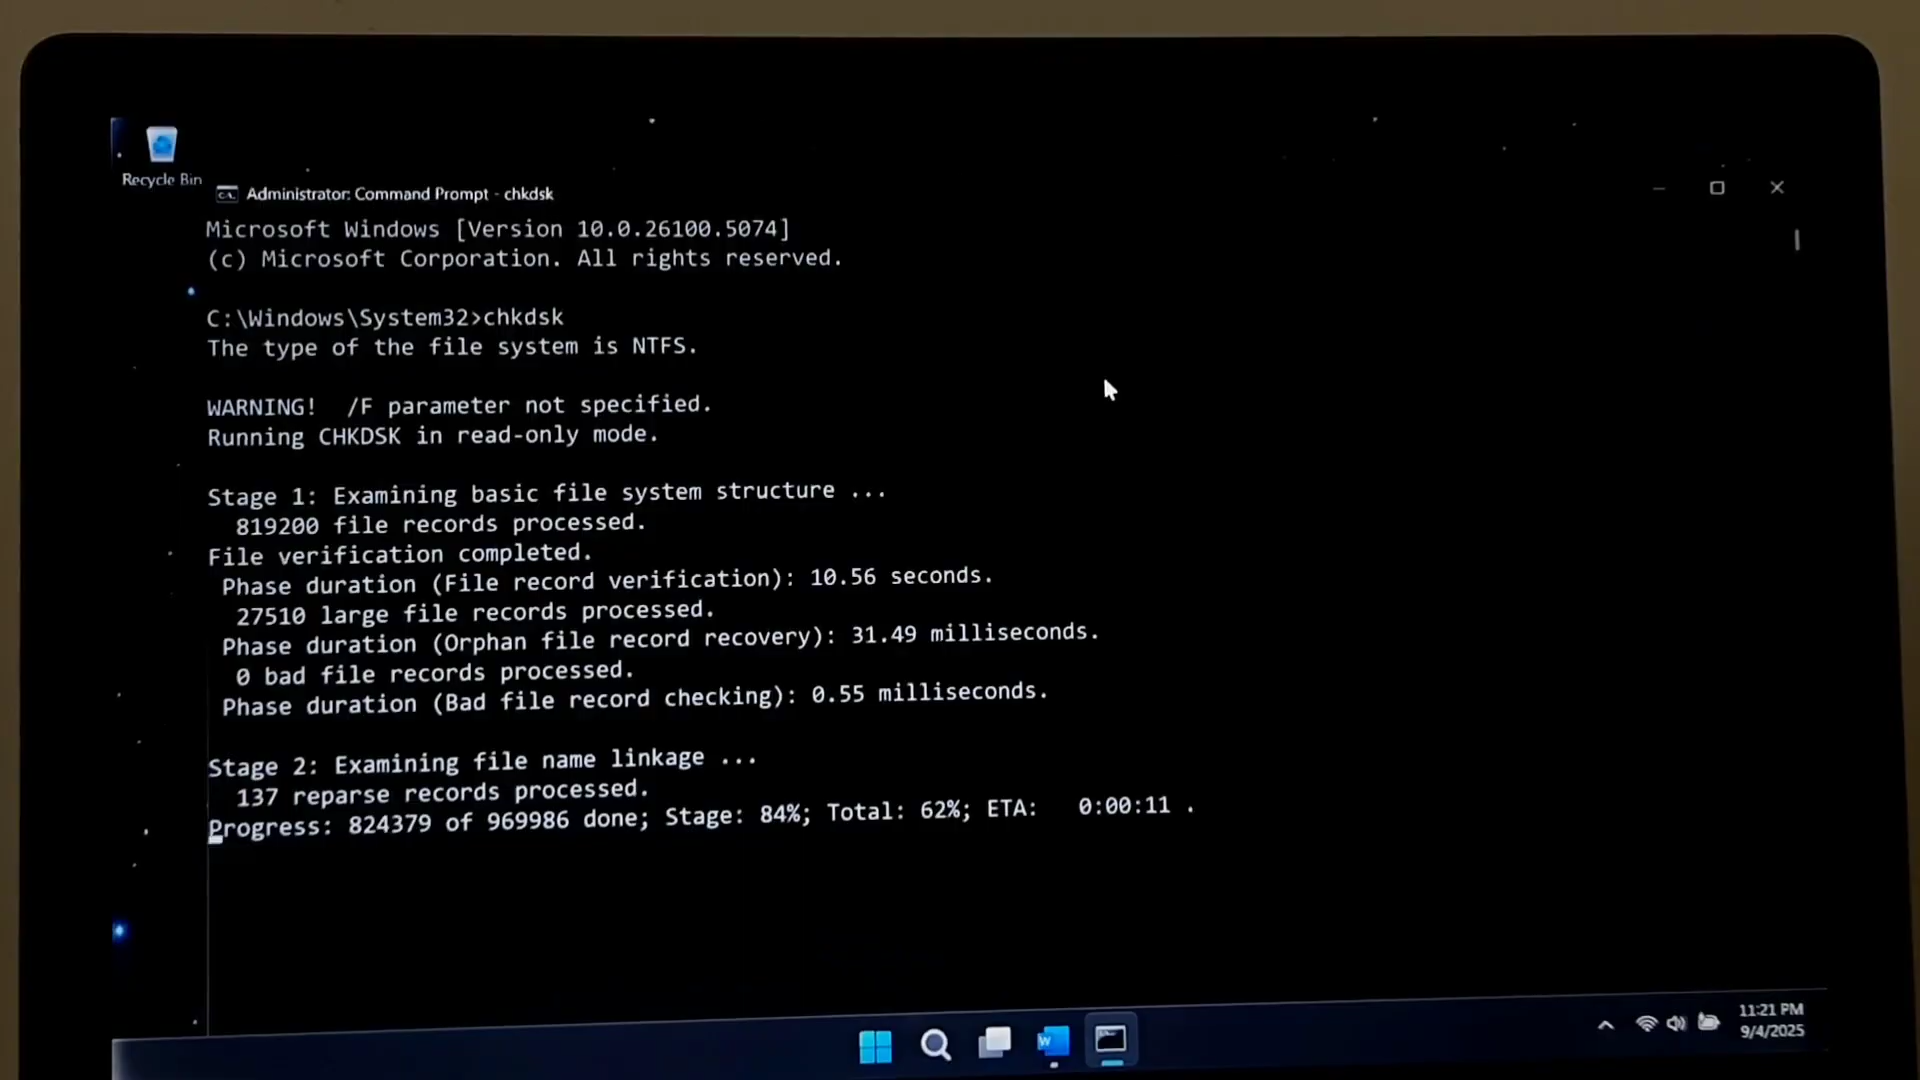 Recycle Bin
Administrator: Command Prompt - chkdsk
Microsoft Windows [Version 10.0.26100.5074]
(c) Microsoft Corporation. All rights reserved.
C:\Windows\System32>chkdsk
The type of the file system is NTFS.
WARNING!  /F parameter not specified.
Running CHKDSK in read-only mode.
Stage 1: Examining basic file system structure ...
819200 file records processed.
File verification completed.
Phase duration (File record verification): 10.56 seconds.
27510 large file records processed.
Phase duration (Orphan file record recovery): 31.49 milliseconds.
0 bad file records processed.
Phase duration (Bad file record checking): 0.55 milliseconds.
Stage 2: Examining file name linkage ...
137 reparse records processed.
Progress: 824379 of 969986 done; Stage: 84%; Total: 62%; ETA:   0:00:11 .
W
11:21 PM
9/4/2025